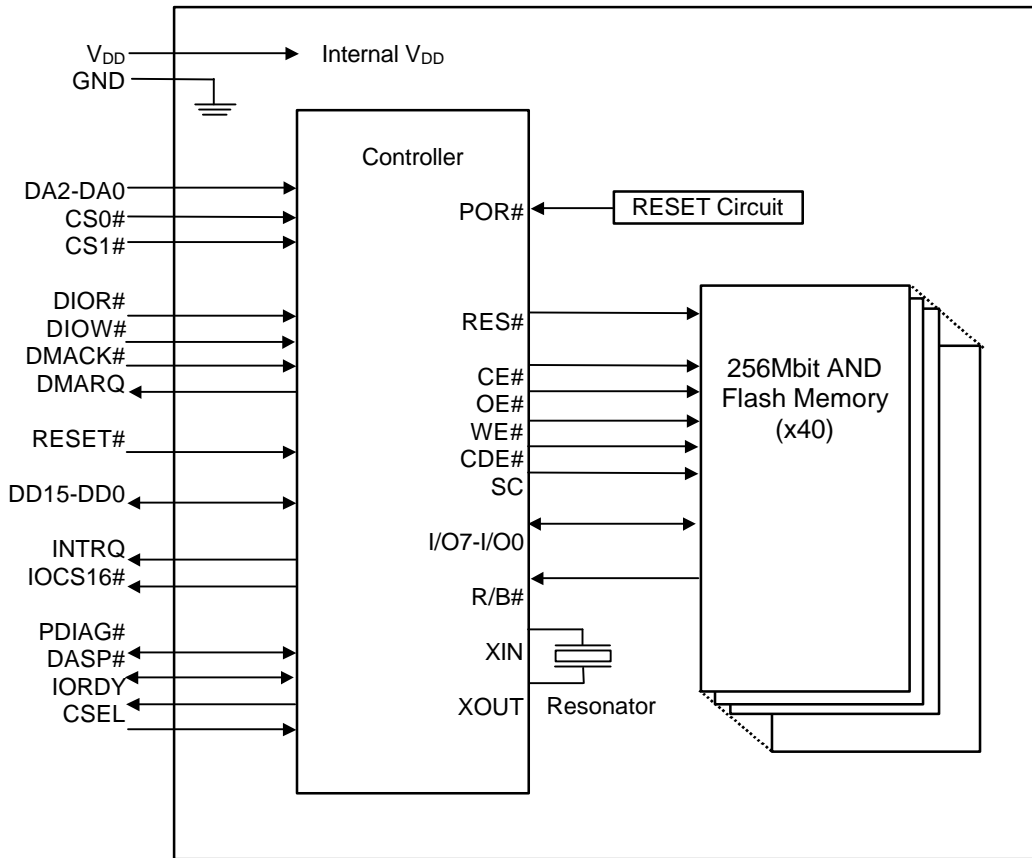 VDD
Internal VDD
GND
Controller
DA2-DA0
CS0#
CS1#
POR#
RESET Circuit
DIOR#
DIOW#
DMACK#
DMARQ
RES#
CE#
OE#
WE#
CDE#
SC
256Mbit AND
Flash Memory
(x40)
RESET#
DD15-DD0
I/O7-I/O0
INTRQ
IOCS16#
R/B#
PDIAG#
DASP#
IORDY
CSEL
XIN
XOUT
Resonator